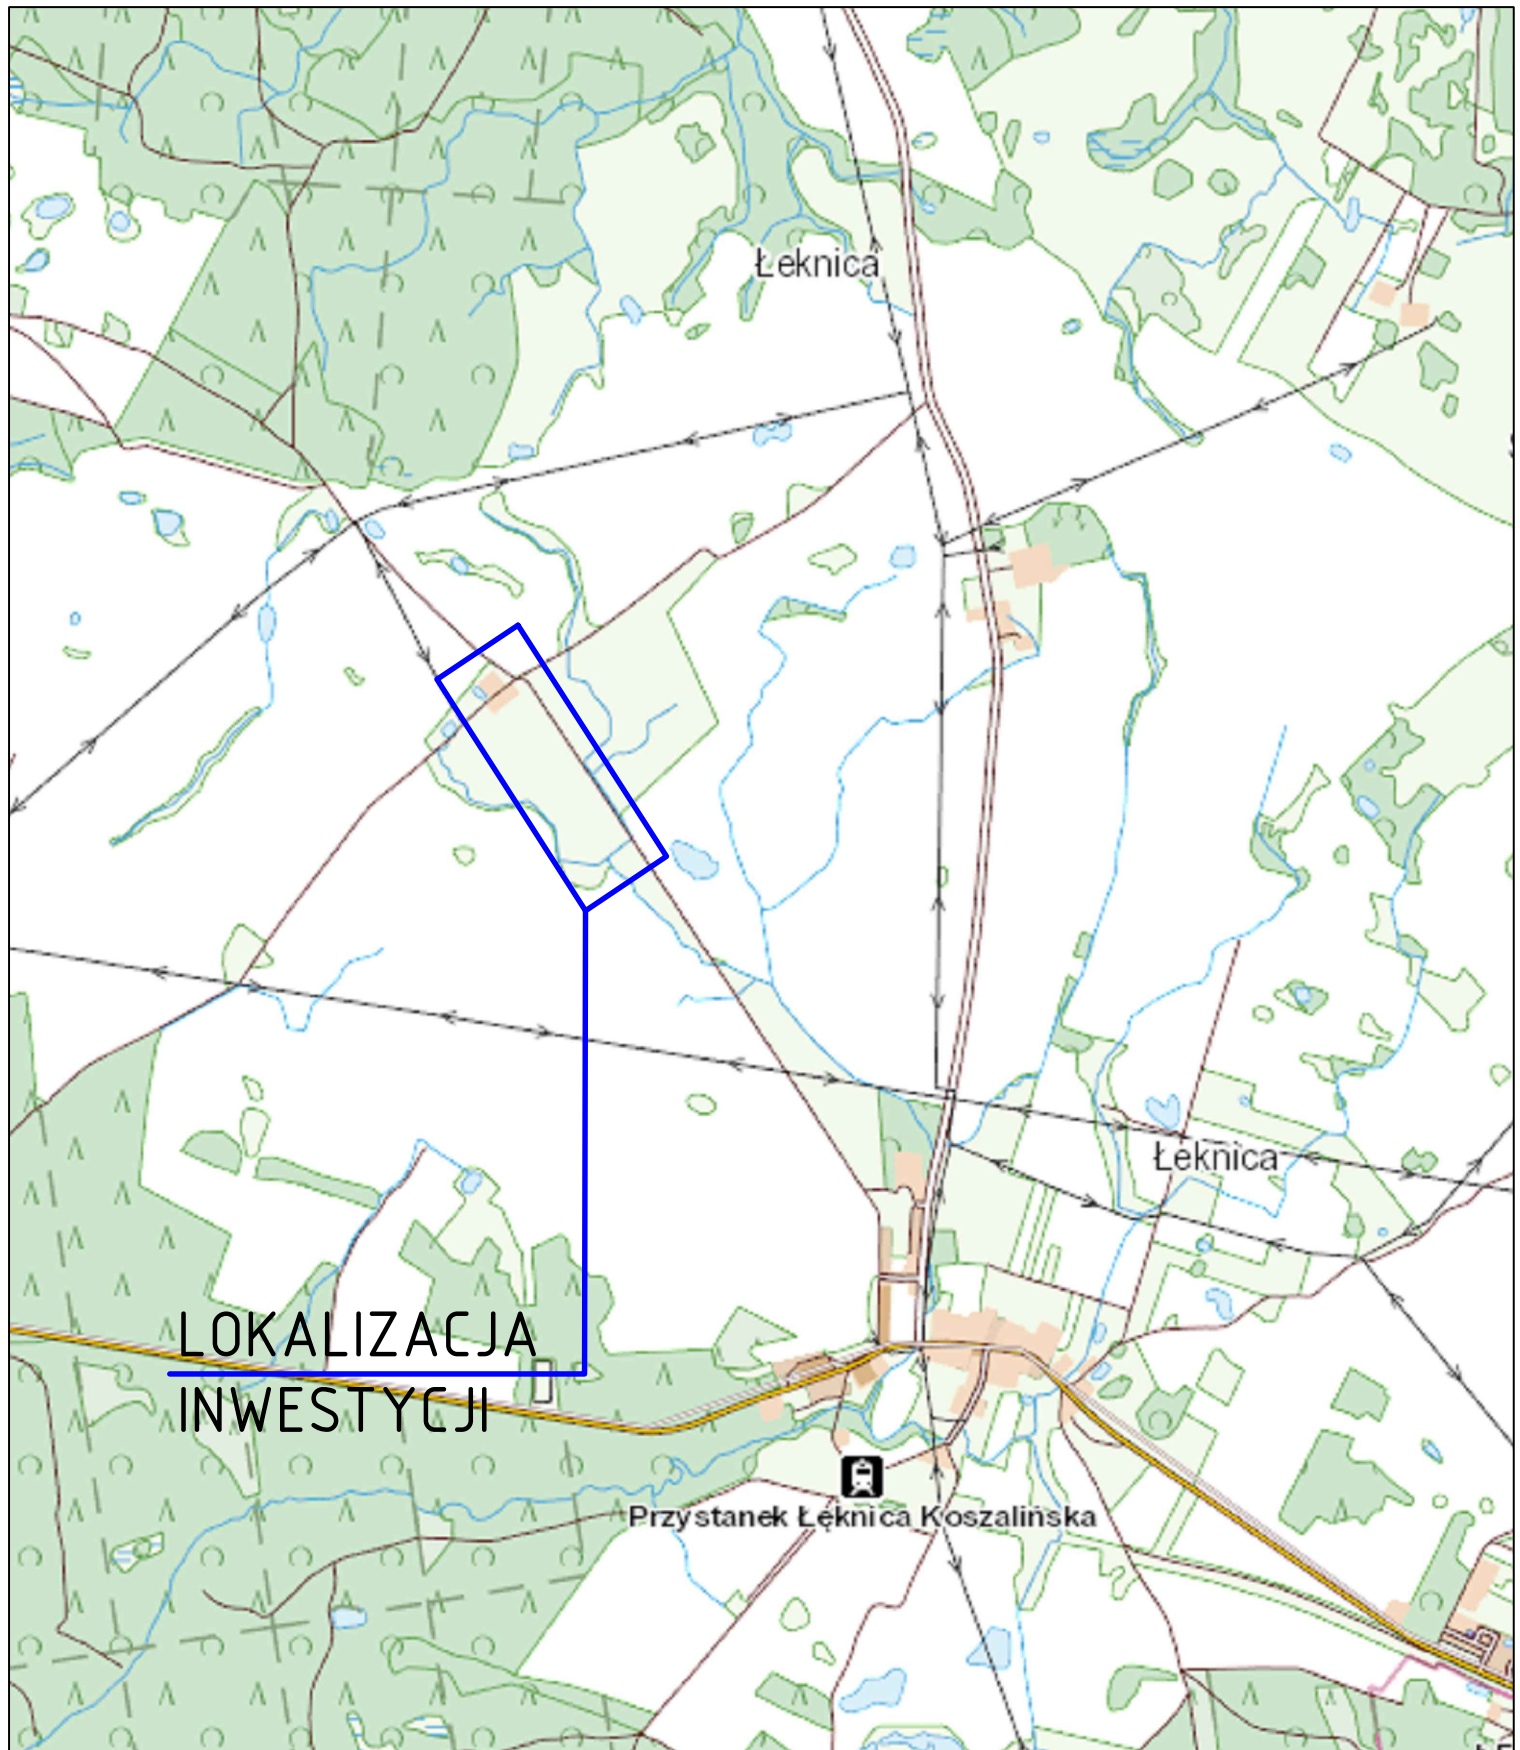 Łeknica
Łeknica
LOKALIZACJA
INWESTYCJI
Przystanek Łęknica Koszalińska